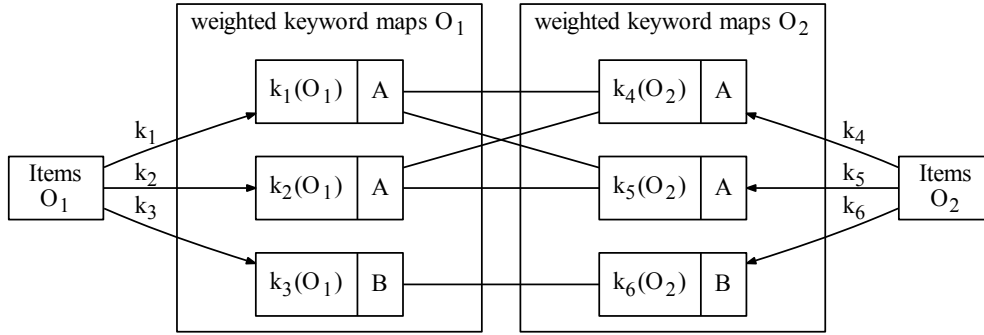 weighted keyword maps O1
weighted keyword maps O2
k1(O1) A
k4(O2) A
k1
k4
Items
O1
k2
k2(O1) A
k5(O2) A
k5
Items
O2
k3
k6
k3(O1) B
k6(O2) B